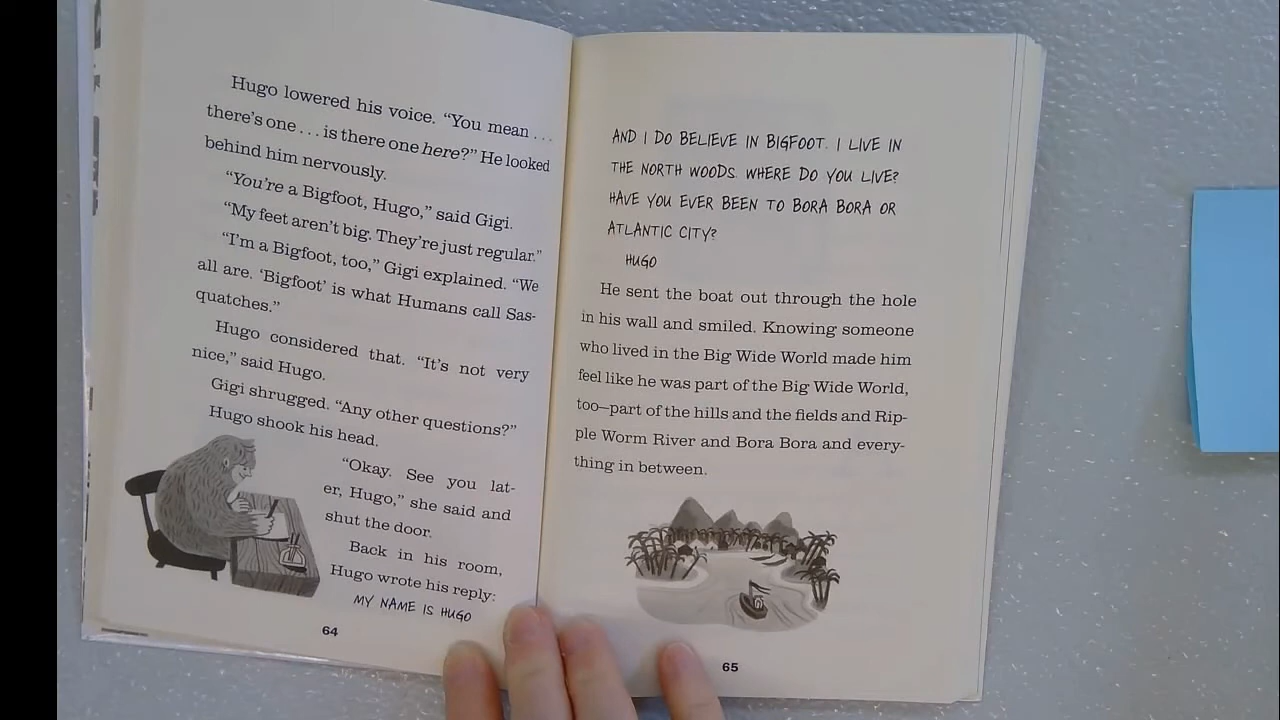 Hugo lowered his voice. “You mean . . .
there’s one . . . is there one here?” He looked
behind him nervously.
“You’re a Bigfoot, Hugo,” said Gigi.
“My feet aren’t big. They’re just regular.”
“I’m a Bigfoot, too,” Gigi explained. “We
all are. ‘Bigfoot’ is what Humans call Sas-
quatches.”
Hugo considered that. “It’s not very
nice,” said Hugo.
Gigi shrugged. “Any other questions?”
Hugo shook his head.
“Okay. See you lat-
er, Hugo,” she said and
shut the door.
Back in his room,
Hugo wrote his reply:
MY NAME IS HUGO
64
AND I DO BELIEVE IN BIGFOOT. I LIVE IN
THE NORTH WOODS. WHERE DO YOU LIVE?
HAVE YOU EVER BEEN TO BORA BORA OR
ATLANTIC CITY?
HUGO
He sent the boat out through the hole
in his wall and smiled. Knowing someone
who lived in the Big Wide World made him
feel like he was part of the Big Wide World,
too—part of the hills and the fields and Rip-
ple Worm River and Bora Bora and every-
thing in between.
65